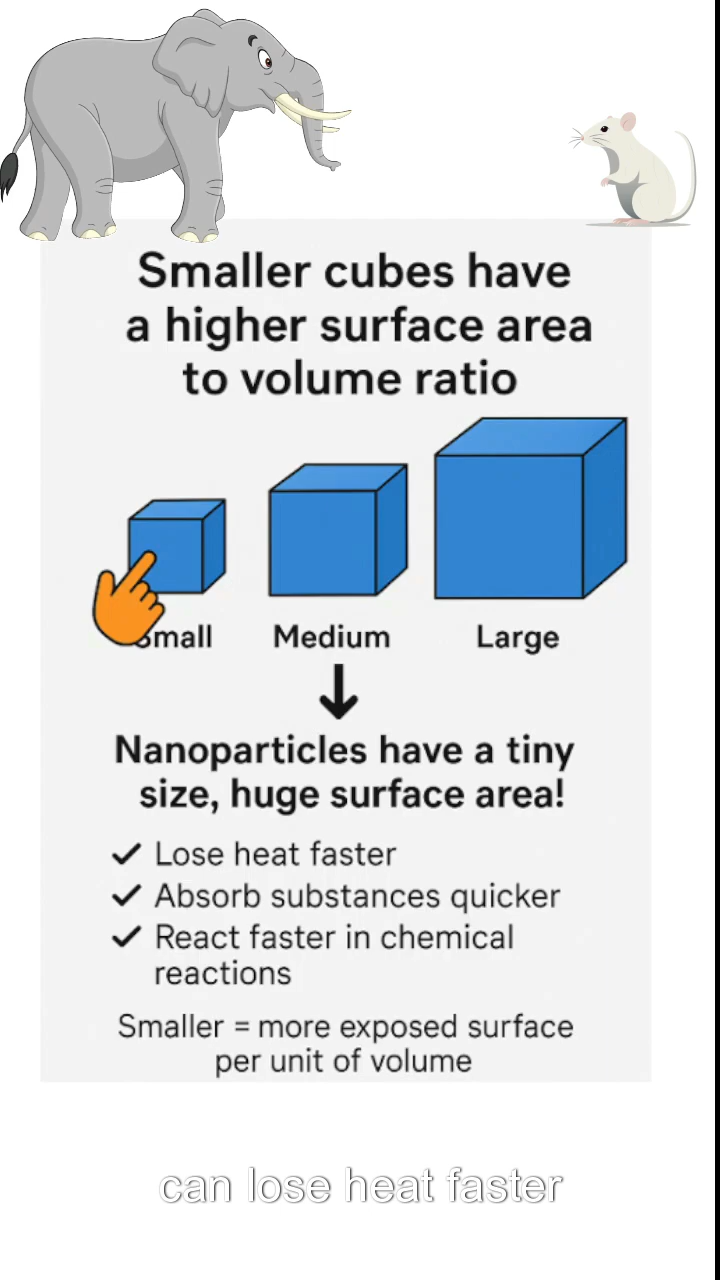 Smaller cubes have
a higher surface area
to volume ratio
Small Medium Large
Nanoparticles have a tiny
size, huge surface area!
✓ Lose heat faster
✓ Absorb substances quicker
✓ React faster in chemical
reactions
Smaller = more exposed surface
per unit of volume
can lose heat faster